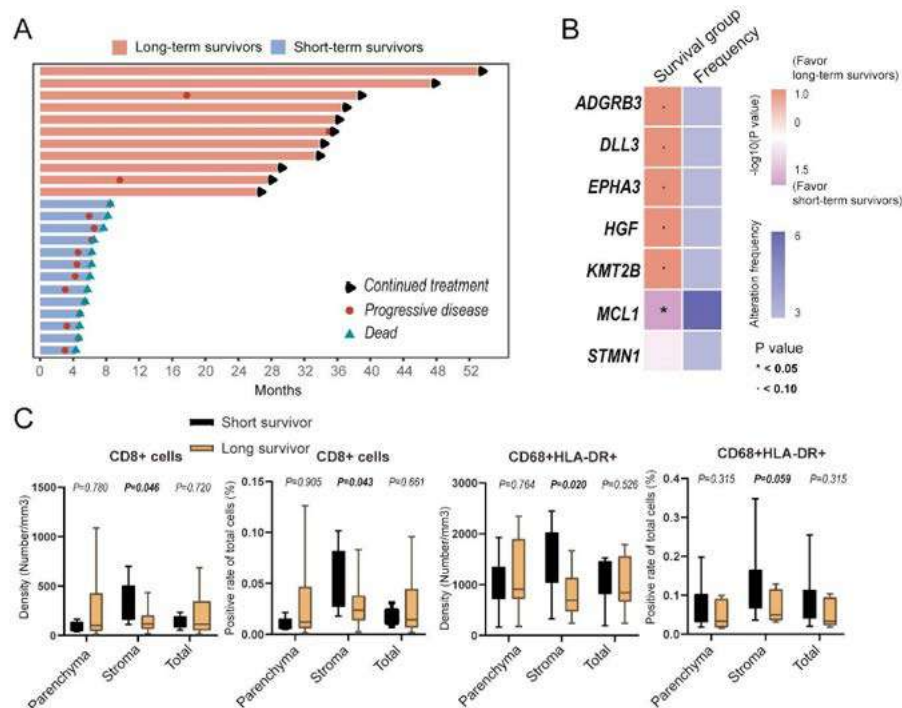 A
Long-term survivors Short-term survivors
Continued treatment
Progressive disease
Dead
0 4 8 12 16 20 24 28 32 36 40 44 48 52
Months
B
Survival group
Frequency
ADGRB3
DLL3
EPHA3
HGF
KMT2B
MCL1
*
STMN1
(Favor
long-term survivors)
-log10(P value)
1.0
0
1.5
(Favor
short-term survivors)
Alteration frequency
6
3
P value
* < 0.05
· < 0.10
C
Short survivor
Long survivor
CD8+ cells
P=0.780 P=0.046 P=0.720
Density (Number/mm3)
1500
1000
500
0
Parenchyma
Stroma
Total
CD8+ cells
P=0.905 P=0.043 P=0.661
Positive rate of total cells (%)
0.15
0.10
0.05
0.00
Parenchyma
Stroma
Total
CD68+HLA-DR+
P=0.764 P=0.020 P=0.526
Density (Number/mm3)
3000
2000
1000
0
Parenchyma
Stroma
Total
CD68+HLA-DR+
P=0.315 P=0.059 P=0.315
Positive rate of total cells (%)
0.4
0.3
0.2
0.1
0.0
Parenchyma
Stroma
Total